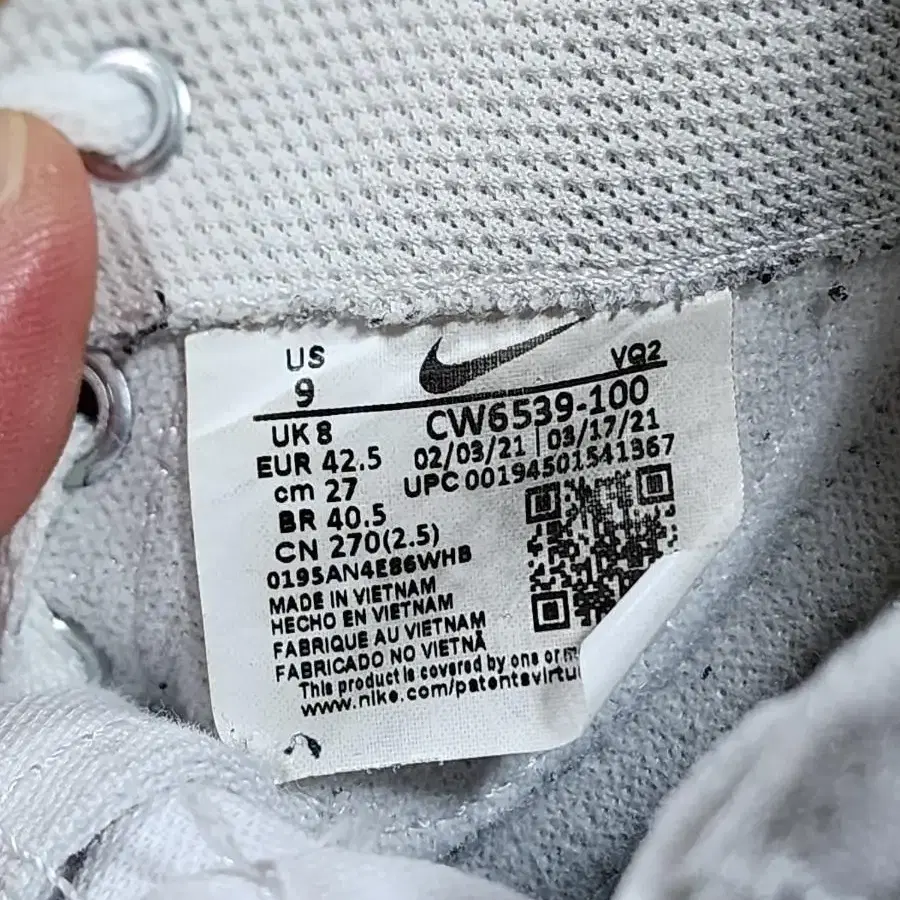 US
9
VQ2
UK 8
CW6539-100
EUR 42.5
02/03/21 | 03/17/21
cm 27
UPC 00194501541367
BR 40.5
CN 270(2.5)
0195AN4E86WHB
MADE IN VIETNAM
HECHO EN VIETNAM
FABRIQUE AU VIETNAM
FABRICADO NO VIETNÃ
This product is covered by one or
www.nike.com/patents